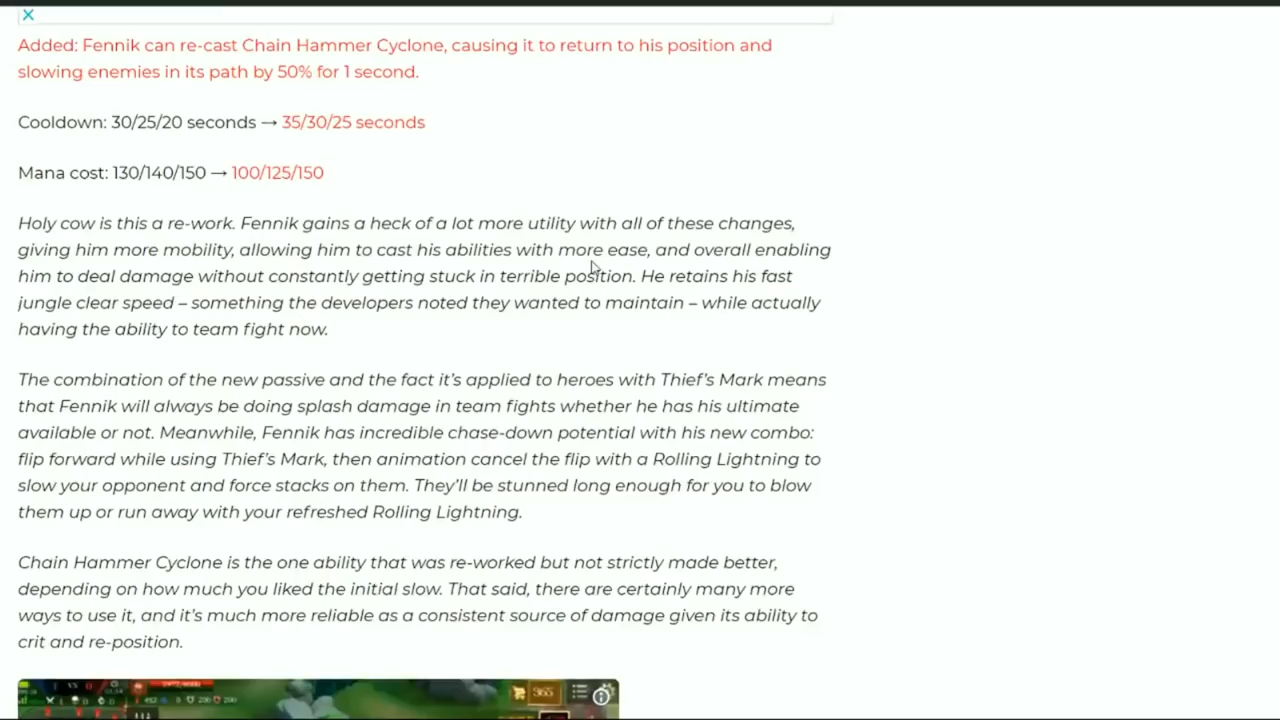 Added: Fennik can re-cast Chain Hammer Cyclone, causing it to return to his position and
slowing enemies in its path by 50% for 1 second.
Cooldown: 30/25/20 seconds → 35/30/25 seconds
Mana cost: 130/140/150 → 100/125/150
Holy cow is this a re-work. Fennik gains a heck of a lot more utility with all of these changes,
giving him more mobility, allowing him to cast his abilities with more ease, and overall enabling
him to deal damage without constantly getting stuck in terrible position. He retains his fast
jungle clear speed – something the developers noted they wanted to maintain – while actually
having the ability to team fight now.
The combination of the new passive and the fact it's applied to heroes with Thief's Mark means
that Fennik will always be doing splash damage in team fights whether he has his ultimate
available or not. Meanwhile, Fennik has incredible chase-down potential with his new combo:
flip forward while using Thief's Mark, then animation cancel the flip with a Rolling Lightning to
slow your opponent and force stacks on them. They'll be stunned long enough for you to blow
them up or run away with your refreshed Rolling Lightning.
Chain Hammer Cyclone is the one ability that was re-worked but not strictly made better,
depending on how much you liked the initial slow. That said, there are certainly many more
ways to use it, and it's much more reliable as a consistent source of damage given its ability to
crit and re-position.
365